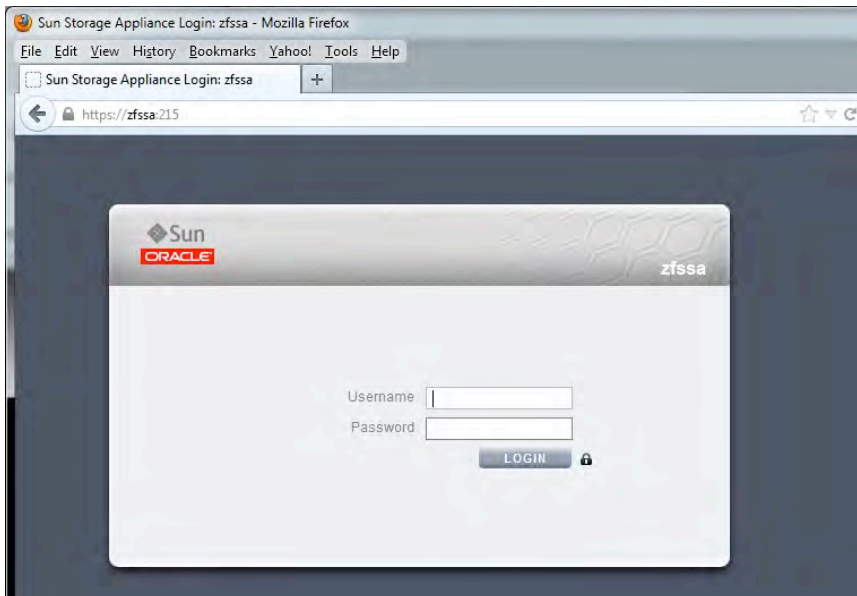 Sun Storage Appliance Login: zfssa - Mozilla Firefox
File Edit View History Bookmarks Yahoo! Tools Help
Sun Storage Appliance Login: zfssa +
https://zfssa:215
Sun
ORACLE
zfssa
Username
Password
LOGIN